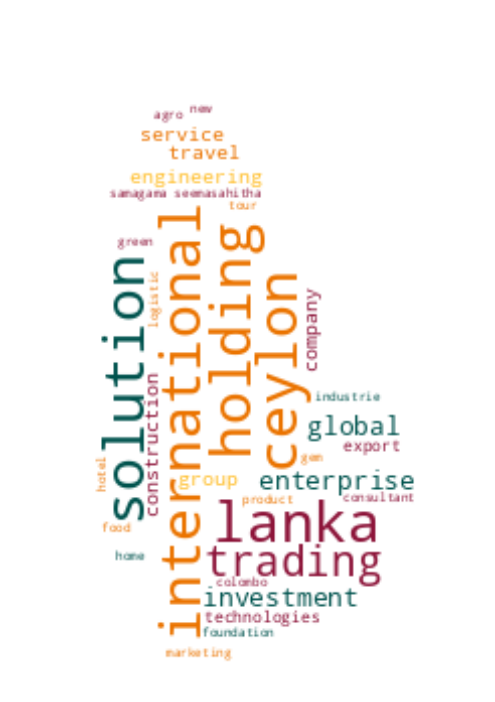 new
agro
service
travel
engineering
samagama seemasahitha
tour
green
international
holding
solution
ceylon
logistic
company
construction
industrie
global
export
gem
hotel
group
enterprise
product
consultant
lanka
food
trading
home
colombo
investment
technologies
foundation
marketing